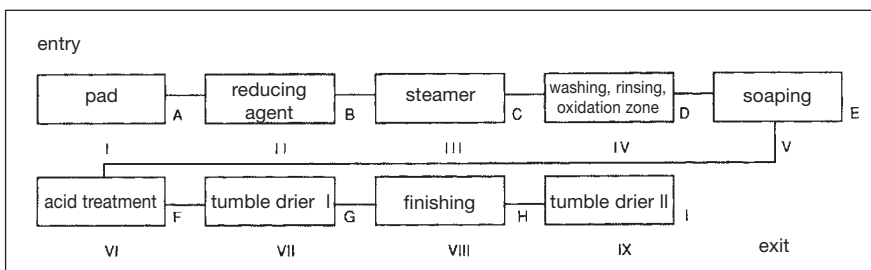 entry
pad
A
reducing
agent
B
steamer
C
washing, rinsing,
oxidation zone
D
soaping
E
I
II
III
IV
V
acid treatment
F
tumble drier I
G
finishing
H
tumble drier II
I
VI
VII
VIII
IX
exit